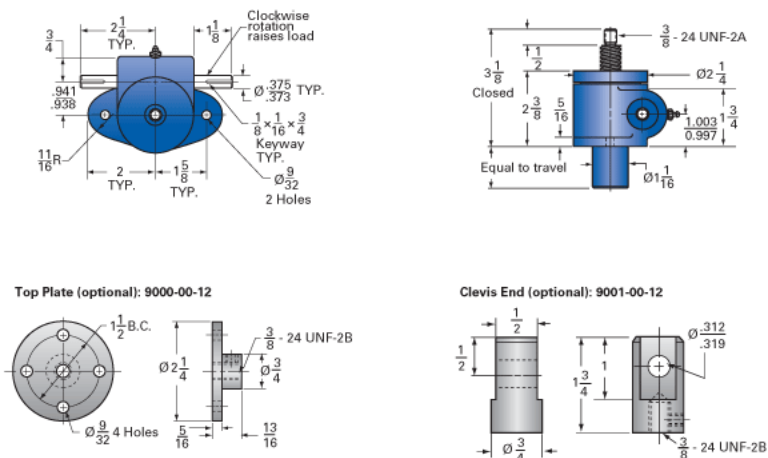 Clockwise
rotation
raises load
2 1/4
TYP.
1 1/8
3/4
.941
.938
Ø .375
.373 TYP.
1/8 x 1/16 x 3/4
Keyway
TYP.
11/16 R
2
TYP.
1 5/8
TYP.
Ø 9/32
2 Holes
3/8 - 24 UNF-2A
1/2
3 1/8
Closed
Ø2 1/4
2 3/8
5/16
1 3/4
1.003
0.997
Equal to travel
Ø1 1/16
Top Plate (optional): 9000-00-12
1 1/2 B.C.
3/8 - 24 UNF-2B
Ø2 1/4
Ø 3/4
Ø 9/32 4 Holes
5/16
13/16
Clevis End (optional): 9001-00-12
1/2
1/2
Ø .312
.319
1
1 3/4
Ø 3/4
3/8 - 24 UNF-2B